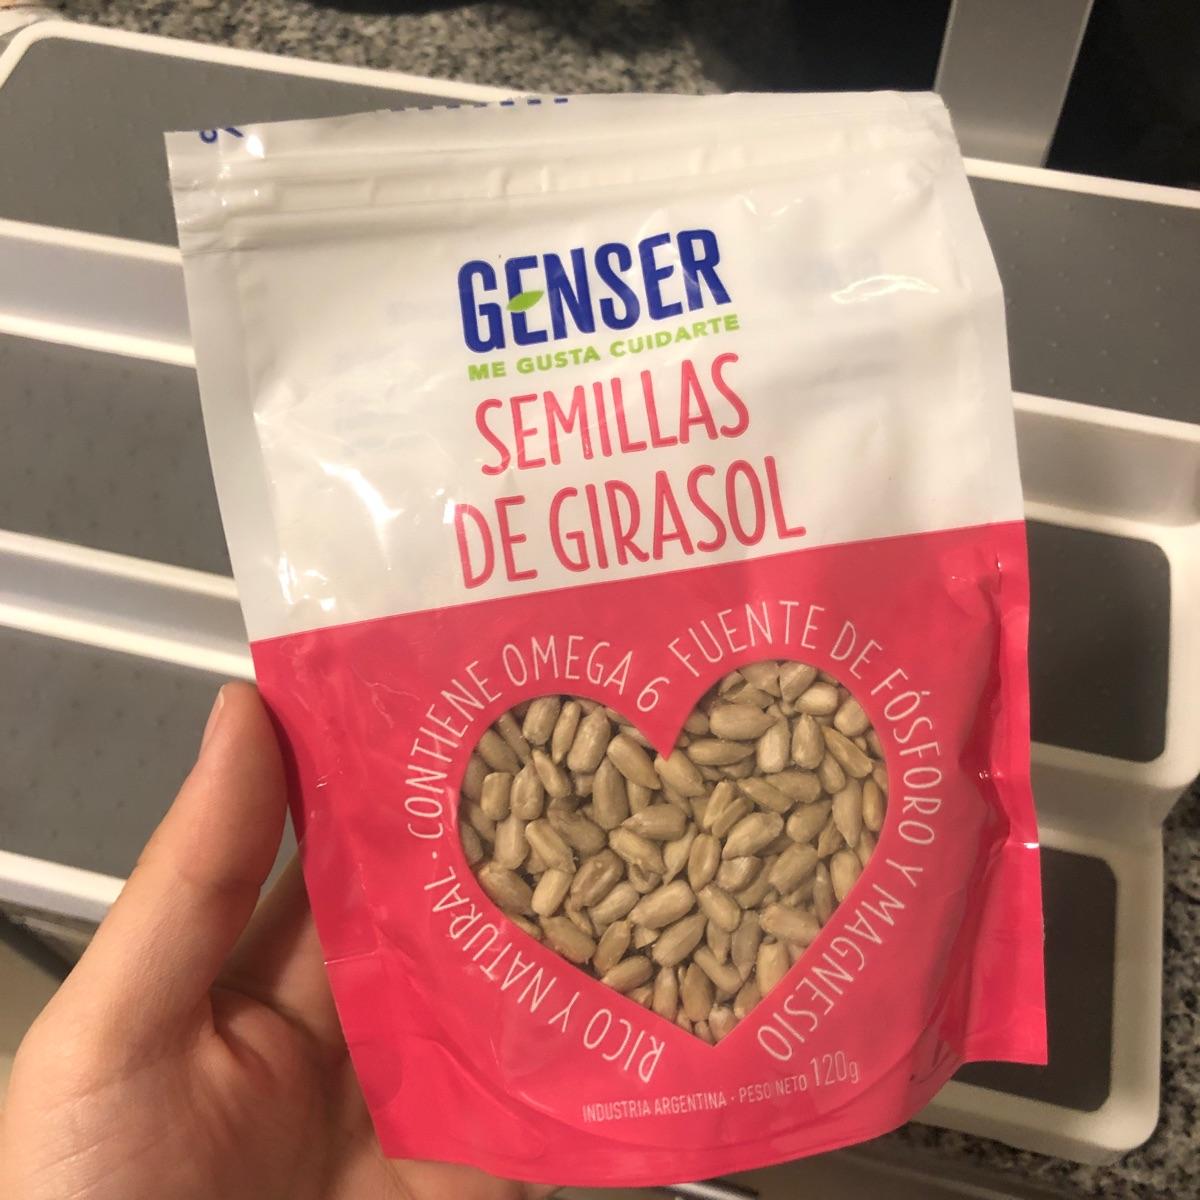 GENSER
ME GUSTA CUIDARTE
SEMILLAS
DE GIRASOL
RICO Y NATURAL · CONTIENE OMEGA 6 FUENTE DE FÓSFORO Y MAGNESIO
INDUSTRIA ARGENTINA · PESO NETO 120g